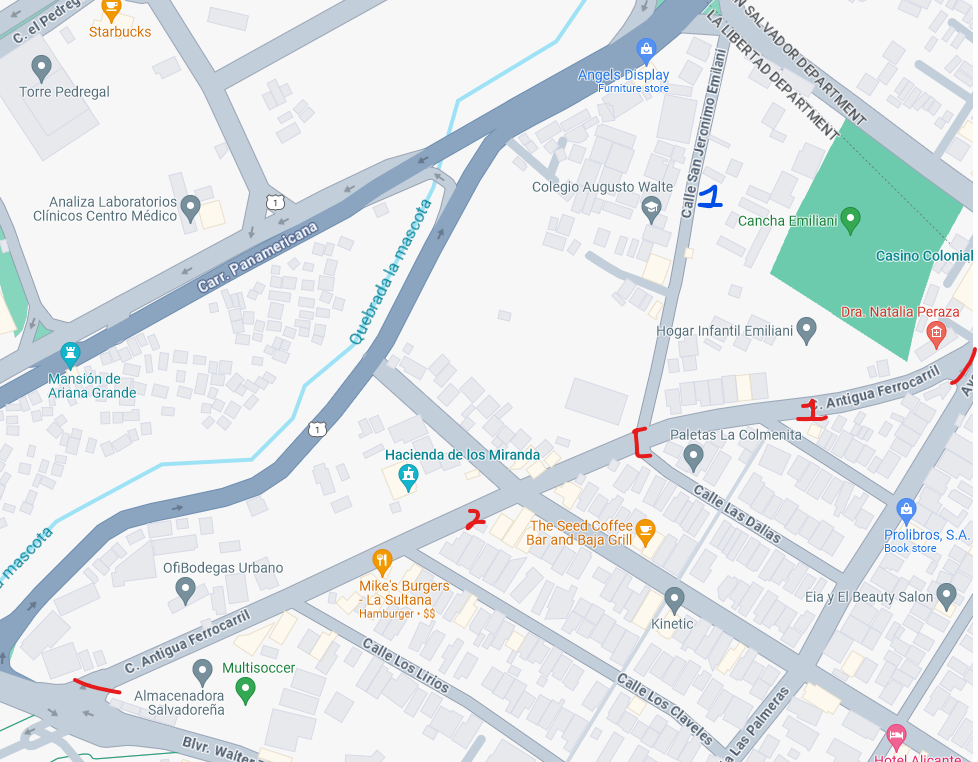 C. el Pedreg
Starbucks
Torre Pedregal
SAN SALVADOR DEPARTMENT
LA LIBERTAD DEPARTMENT
Angels Display
Furniture store
Calle San Jeronimo Emiliani
1
Colegio Augusto Walte
Cancha Emiliani
Casino Colonial
Analiza Laboratorios
Clínicos Centro Médico
1
Carr. Panamericana
Quebrada la mascota
Hogar Infantil Emiliani
Dra. Natalia Peraza
Mansión de
Ariana Grande
C. Antigua Ferrocarril
1
Ave
1
Paletas La Colmenita
Hacienda de los Miranda
2
Calle Las Dalias
The Seed Coffee
Bar and Baja Grill
Prolibros, S.A.
Book store
a mascota
OfiBodegas Urbano
Mike's Burgers
- La Sultana
Hamburger • $$
Eia y El Beauty Salon
Kinetic
C. Antigua Ferrocarril
Calle Los Lirios
Multisoccer
Almacenadora
Salvadoreña
Calle Los Claveles
a Las Palmeras
Blvr. Walter
Hotel Alicante